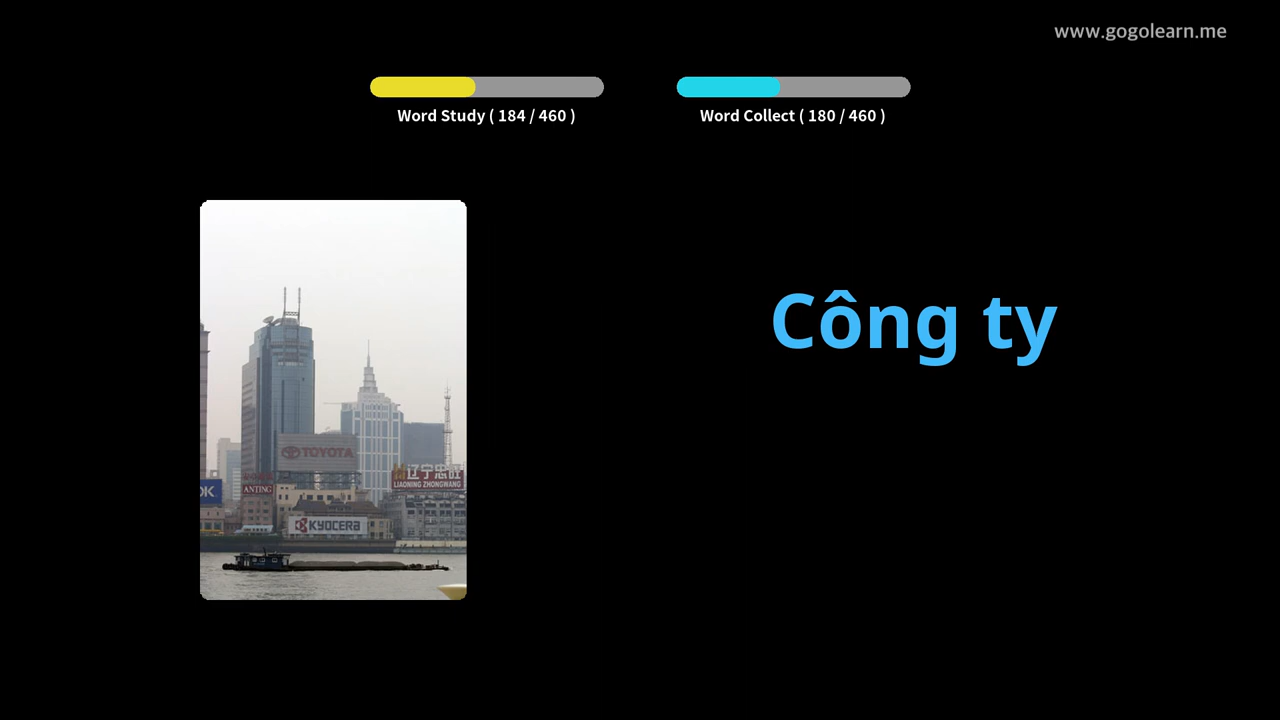 www.gogolearn.me
Word Study ( 184 / 460 )
Word Collect ( 180 / 460 )
Công ty
TOYOTA
辽宁忠旺
LIAONING ZHONGWANG
OK
ANTING
KYOCERA